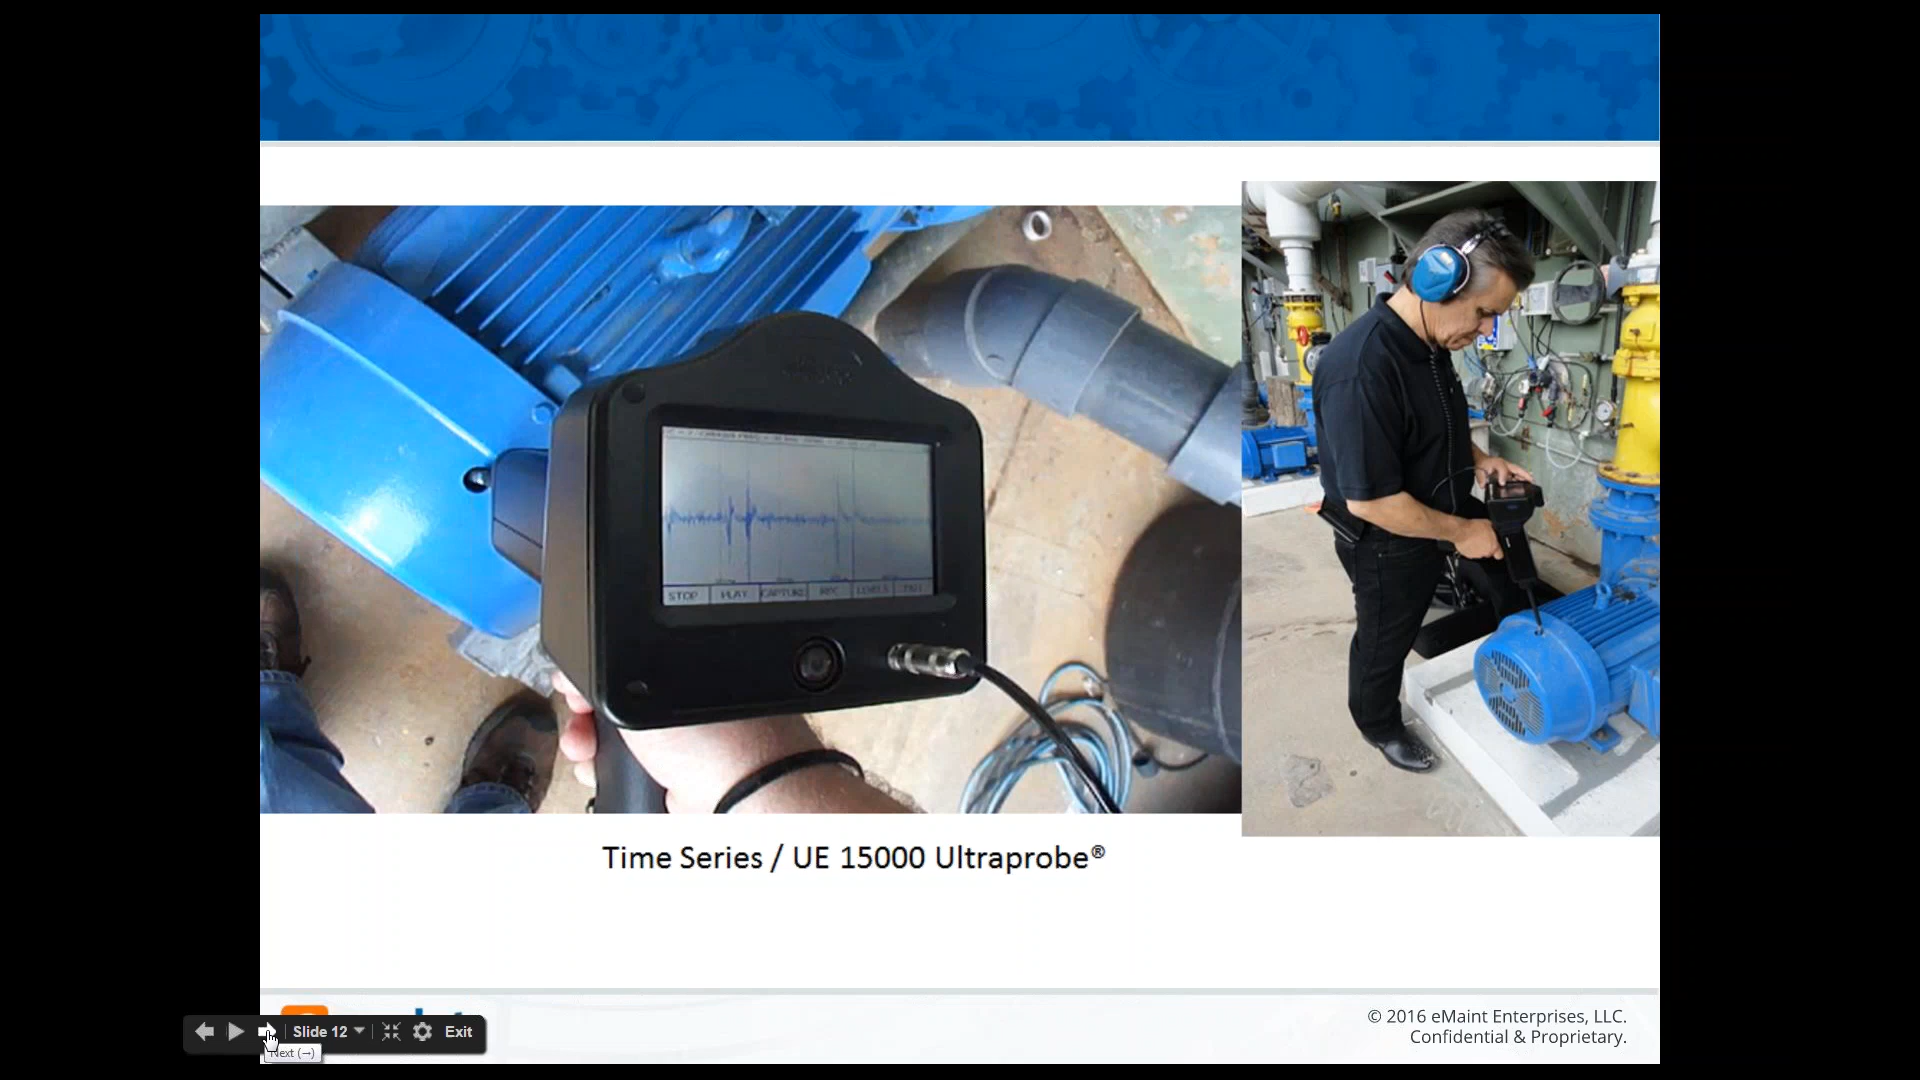 STOP PLAY CAPTURE REC LEVELS
Time Series / UE 15000 Ultraprobe®
© 2016 eMaint Enterprises, LLC.
Confidential & Proprietary.
Slide 12
Exit
Next (→)